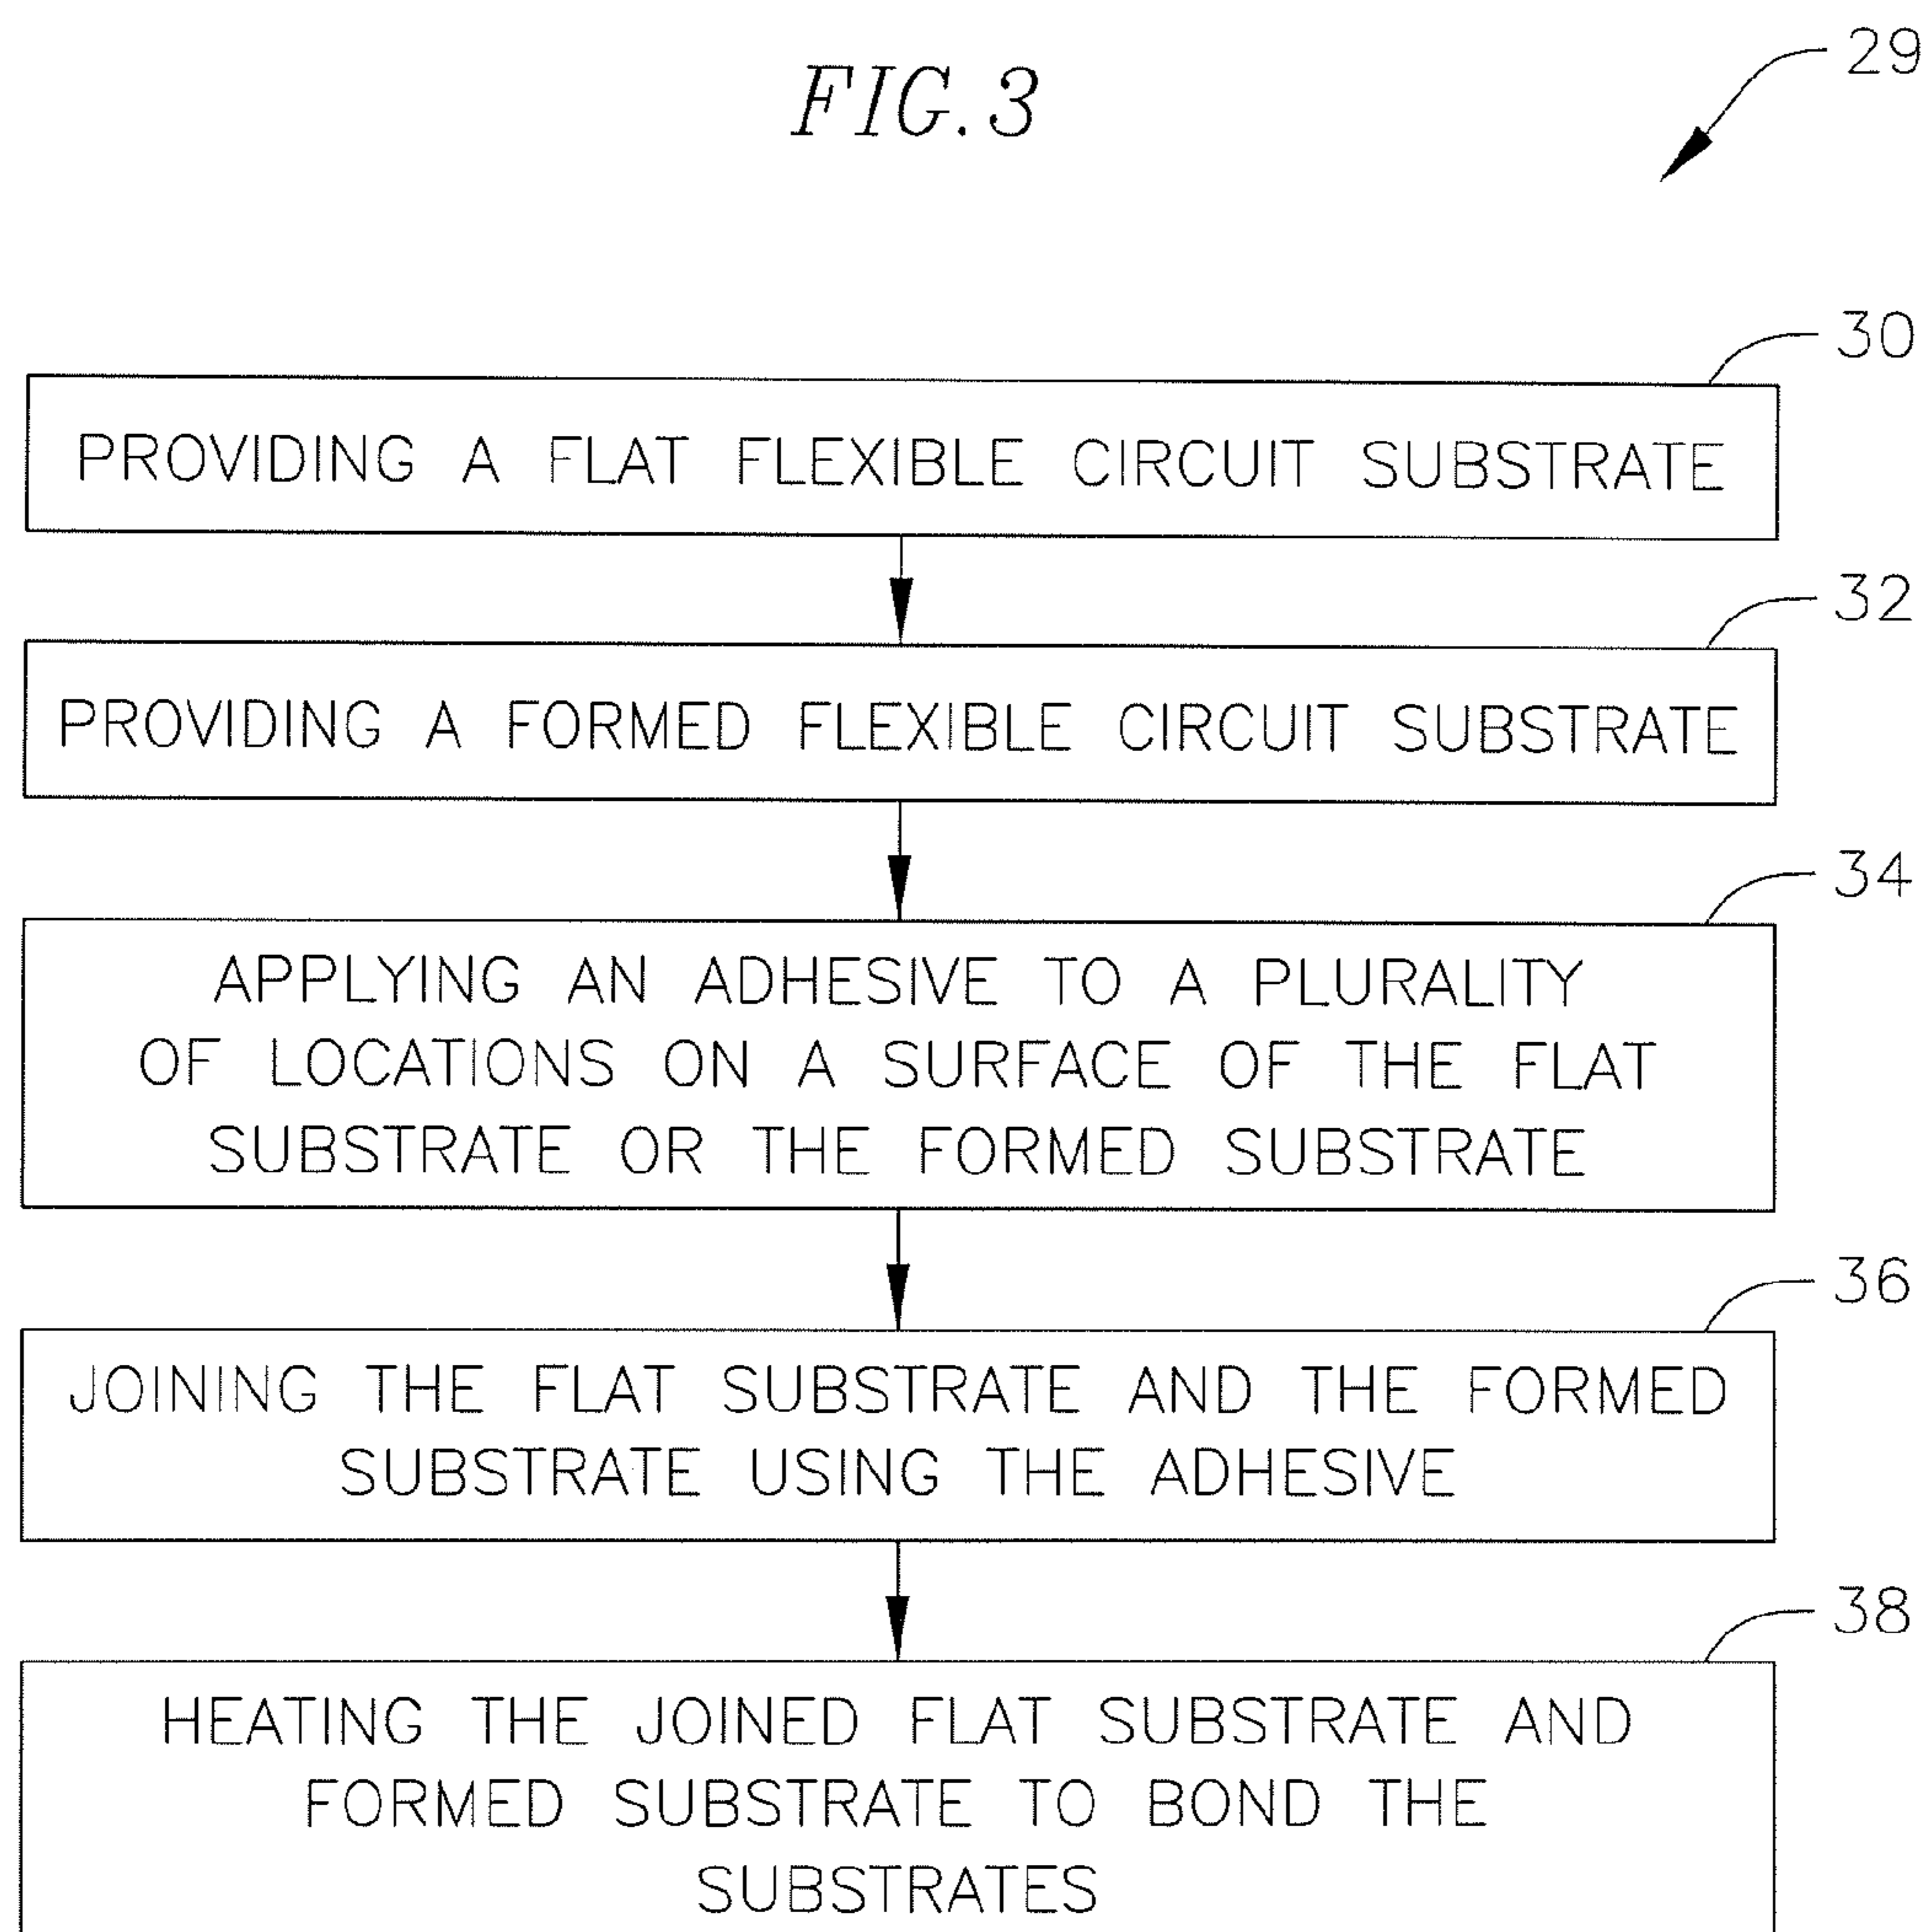 FIG. 3
29
30
PROVIDING A FLAT FLEXIBLE CIRCUIT SUBSTRATE
32
PROVIDING A FORMED FLEXIBLE CIRCUIT SUBSTRATE
34
APPLYING AN ADHESIVE TO A PLURALITY
OF LOCATIONS ON A SURFACE OF THE FLAT
SUBSTRATE OR THE FORMED SUBSTRATE
36
JOINING THE FLAT SUBSTRATE AND THE FORMED
SUBSTRATE USING THE ADHESIVE
38
HEATING THE JOINED FLAT SUBSTRATE AND
FORMED SUBSTRATE TO BOND THE
SUBSTRATES